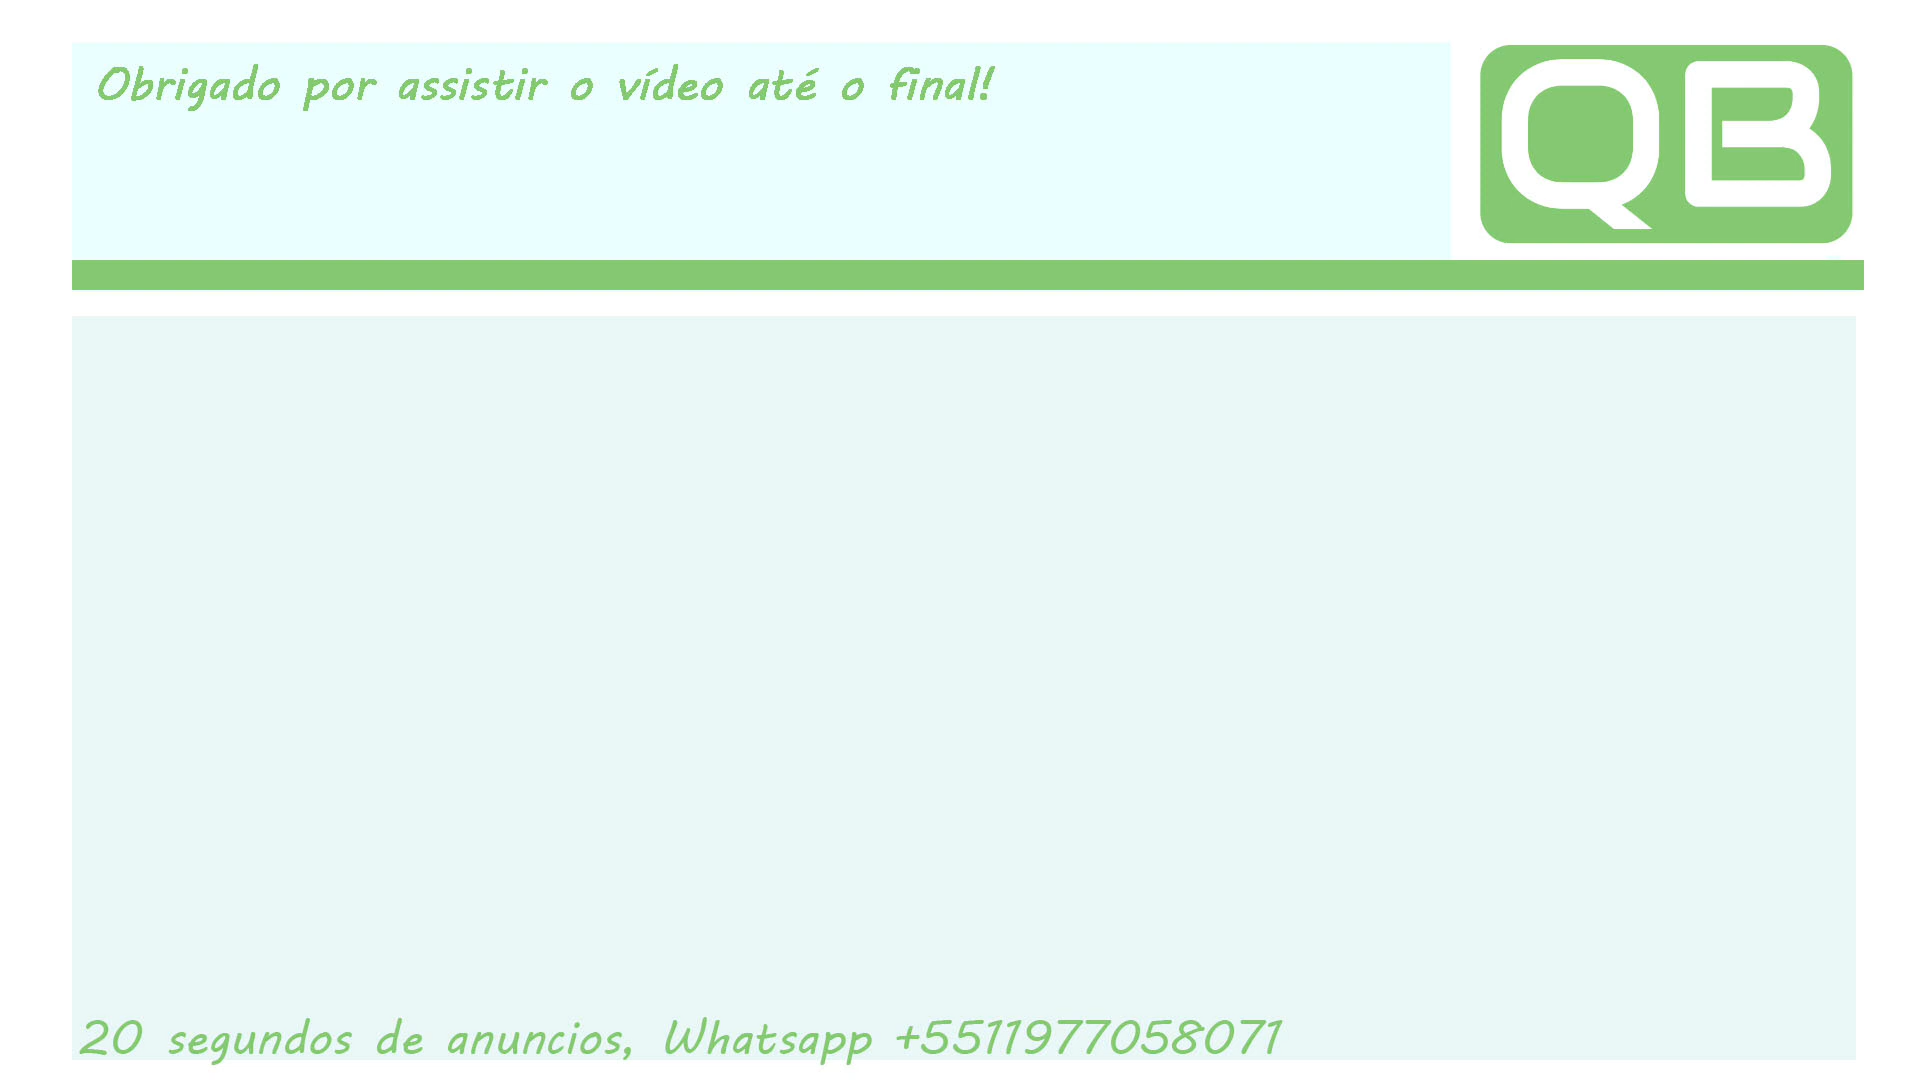 Obrigado por assistir o vídeo até o final!
QB
20 segundos de anuncios, Whatsapp +5511977058071